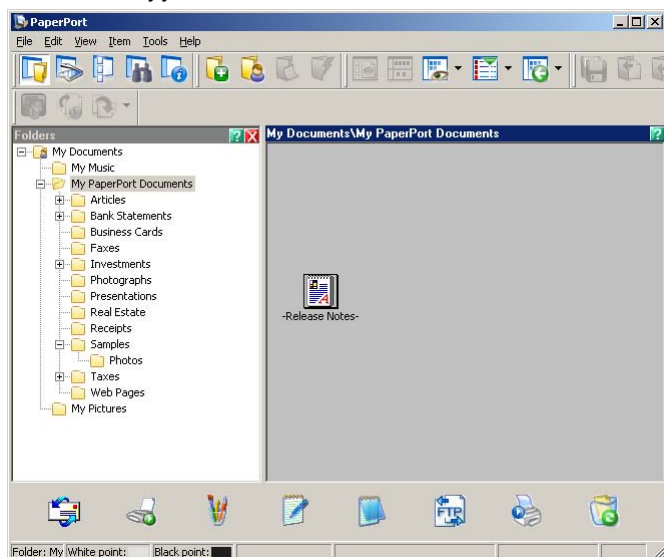 PaperPort
File Edit View Item Tools Help
Folders
My Documents\My PaperPort Documents
My Documents
My Music
My PaperPort Documents
Articles
Bank Statements
Business Cards
Faxes
Investments
Photographs
Presentations
Real Estate
Receipts
Samples
Photos
Taxes
Web Pages
My Pictures
-Release Notes-
FTP
Folder: My White point: Black point: